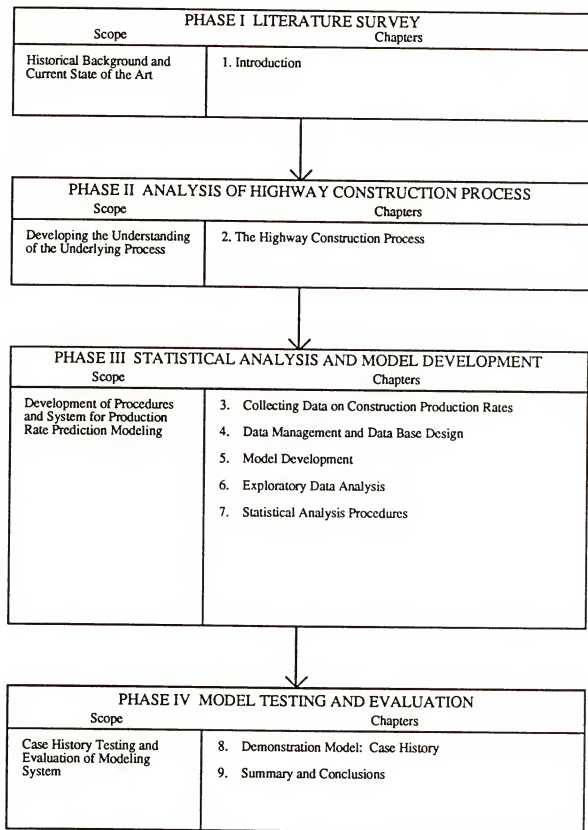 PHASE I LITERATURE SURVEY
Scope Chapters
Historical Background and
Current State of the Art
1. Introduction
PHASE II ANALYSIS OF HIGHWAY CONSTRUCTION PROCESS
Scope Chapters
Developing the Understanding
of the Underlying Process
2. The Highway Construction Process
PHASE III STATISTICAL ANALYSIS AND MODEL DEVELOPMENT
Scope Chapters
Development of Procedures
and System for Production
Rate Prediction Modeling
3. Collecting Data on Construction Production Rates
4. Data Management and Data Base Design
5. Model Development
6. Exploratory Data Analysis
7. Statistical Analysis Procedures
PHASE IV MODEL TESTING AND EVALUATION
Scope Chapters
Case History Testing and
Evaluation of Modeling
System
8. Demonstration Model: Case History
9. Summary and Conclusions